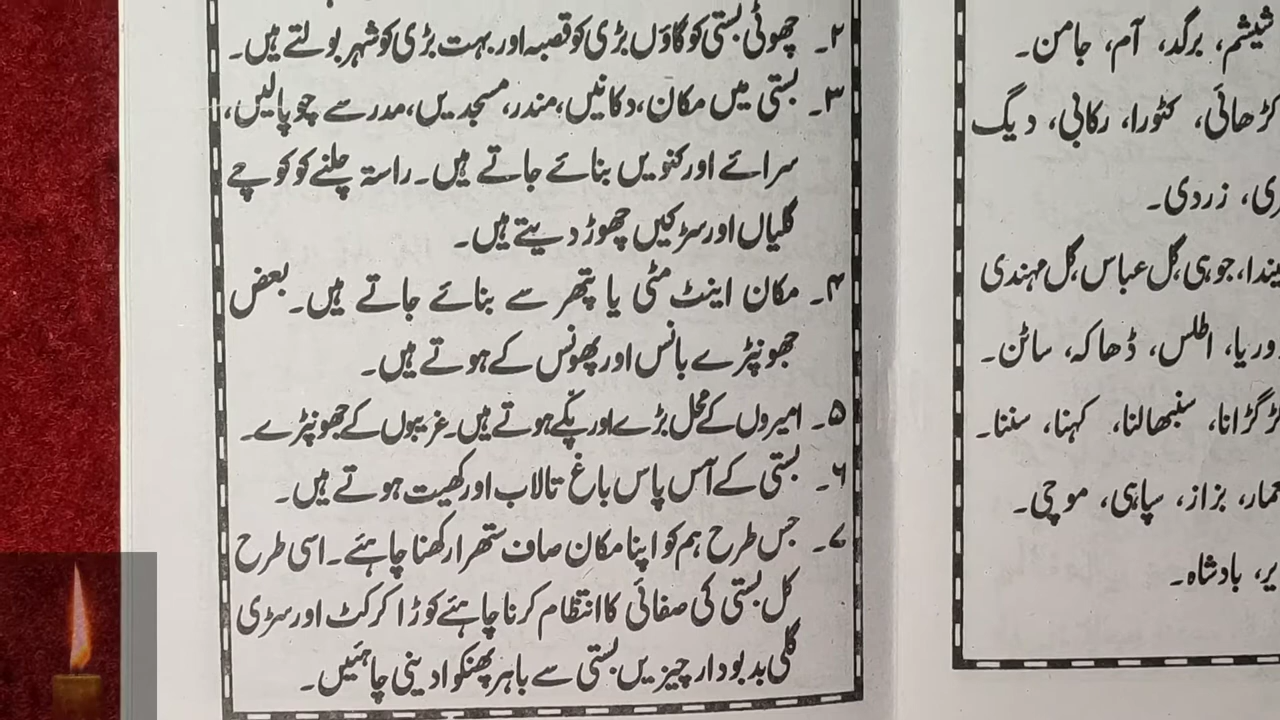 ۲۔ چھوٹی بستی کو گاؤں بڑی کو قصبہ اور بہت بڑی کو شہر بولتے ہیں۔
۳۔ بستی میں مکان، دکانیں، مندر، مسجدیں، مدرسے چوپالیں،
سرائے اور کنویں بنائے جاتے ہیں۔ راستہ چلنے کو کوچے
گلیاں اور سڑکیں چھوڑ دیتے ہیں۔
۴۔ مکان اینٹ مٹی یا پتھر سے بنائے جاتے ہیں۔ بعض
جھونپڑے بانس اور پھونس کے ہوتے ہیں۔
۵۔ امیروں کے محل بڑے اور پکّے ہوتے ہیں۔ غریبوں کے جھونپڑے۔
۶۔ بستی کے آس پاس باغ تالاب اور کھیت ہوتے ہیں۔
۷۔ جس طرح ہم کو اپنا مکان صاف ستھرا رکھنا چاہئے۔ اسی طرح
کل بستی کی صفائی کا انتظام کرنا چاہئے کوڑا کرکٹ اور سڑی
گلی بدبودار چیزیں بستی سے باہر پھنکوا دینی چاہئیں۔
شیشم، برگد، آم، جامن۔
کڑھائی، کٹورا، رکابی، دیگ
زردی۔
جوہی، گل عباس، گل مہندی
اطلس، ڈھاکہ، ساٹن۔
سنبھالنا، کہنا، سننا۔
بزاز، سپاہی، موچی۔
بادشاہ۔